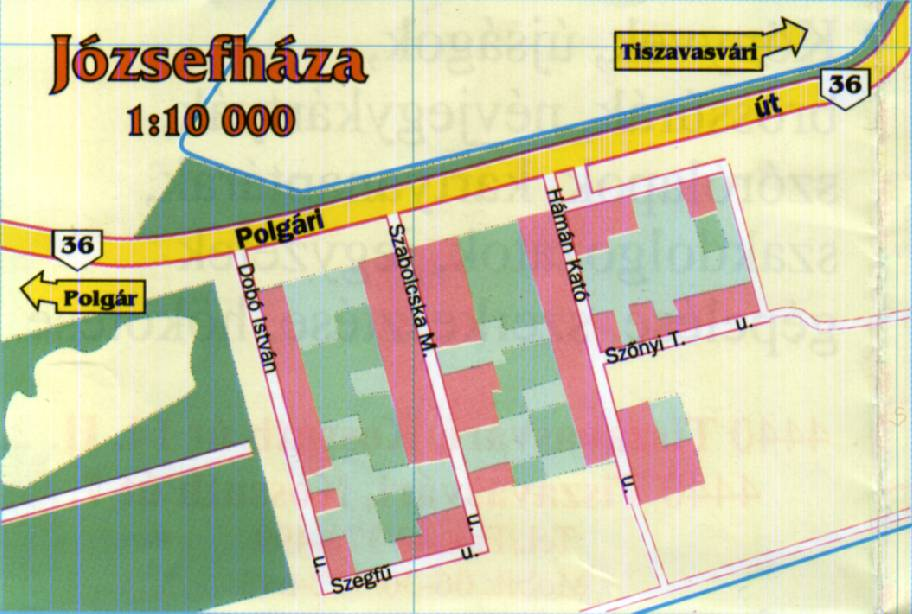 Józsefháza
1:10 000
Tiszavasvári
36
út
Polgári
36
Polgár
Dobó István
u.
Szabolcska M.
u.
Hámán Kató
u.
Szőnyi T. u.
Szegfű u.